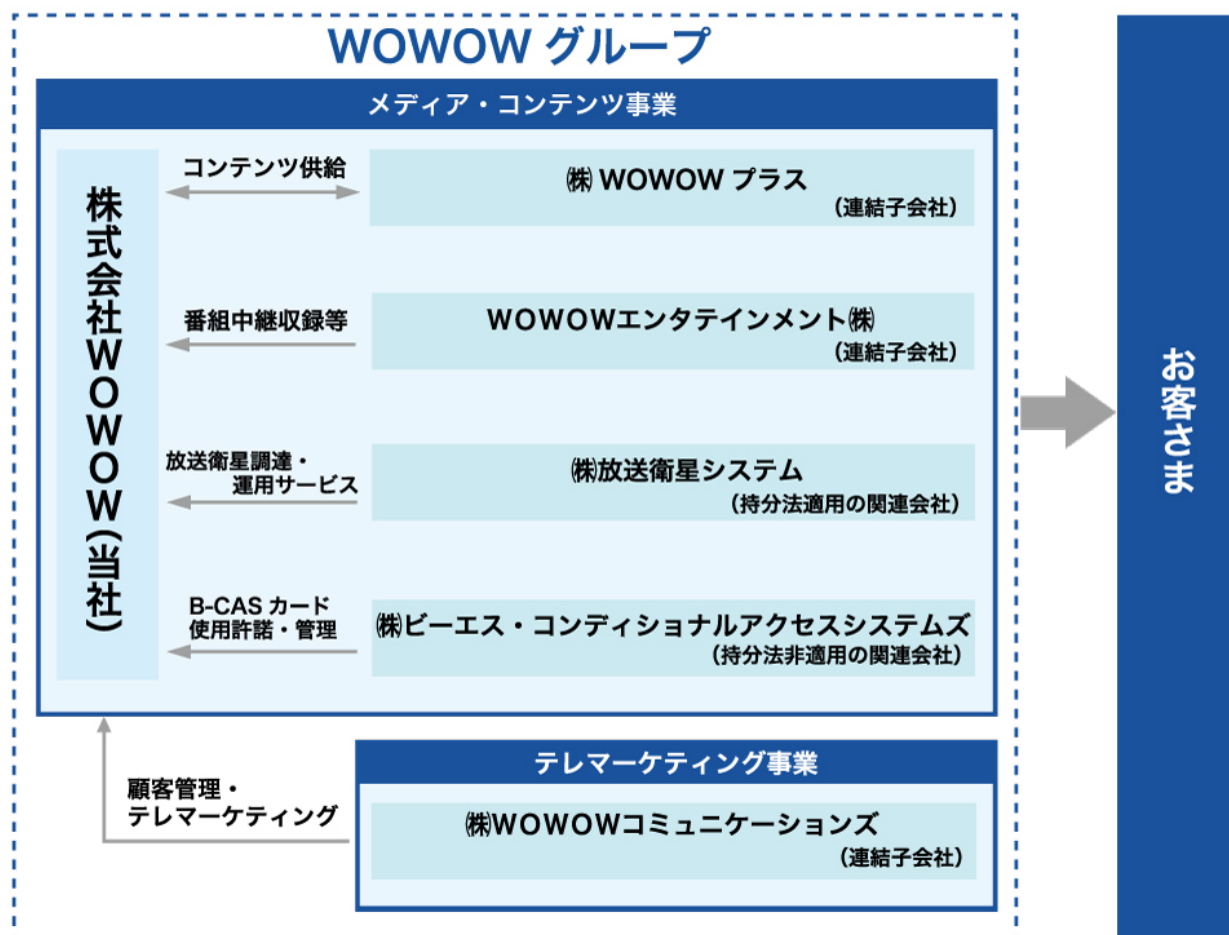 WOWOW グループ
メディア・コンテンツ事業
株式会社WOWOW(当社)
コンテンツ供給
㈱ WOWOW プラス
(連結子会社)
番組中継収録等
WOWOWエンタテインメント㈱
(連結子会社)
放送衛星調達・
運用サービス
㈱放送衛星システム
(持分法適用の関連会社)
B-CAS カード
使用許諾・管理
㈱ビーエス・コンディショナルアクセスシステムズ
(持分法非適用の関連会社)
顧客管理・
テレマーケティング
テレマーケティング事業
㈱WOWOWコミュニケーションズ
(連結子会社)
お客さま